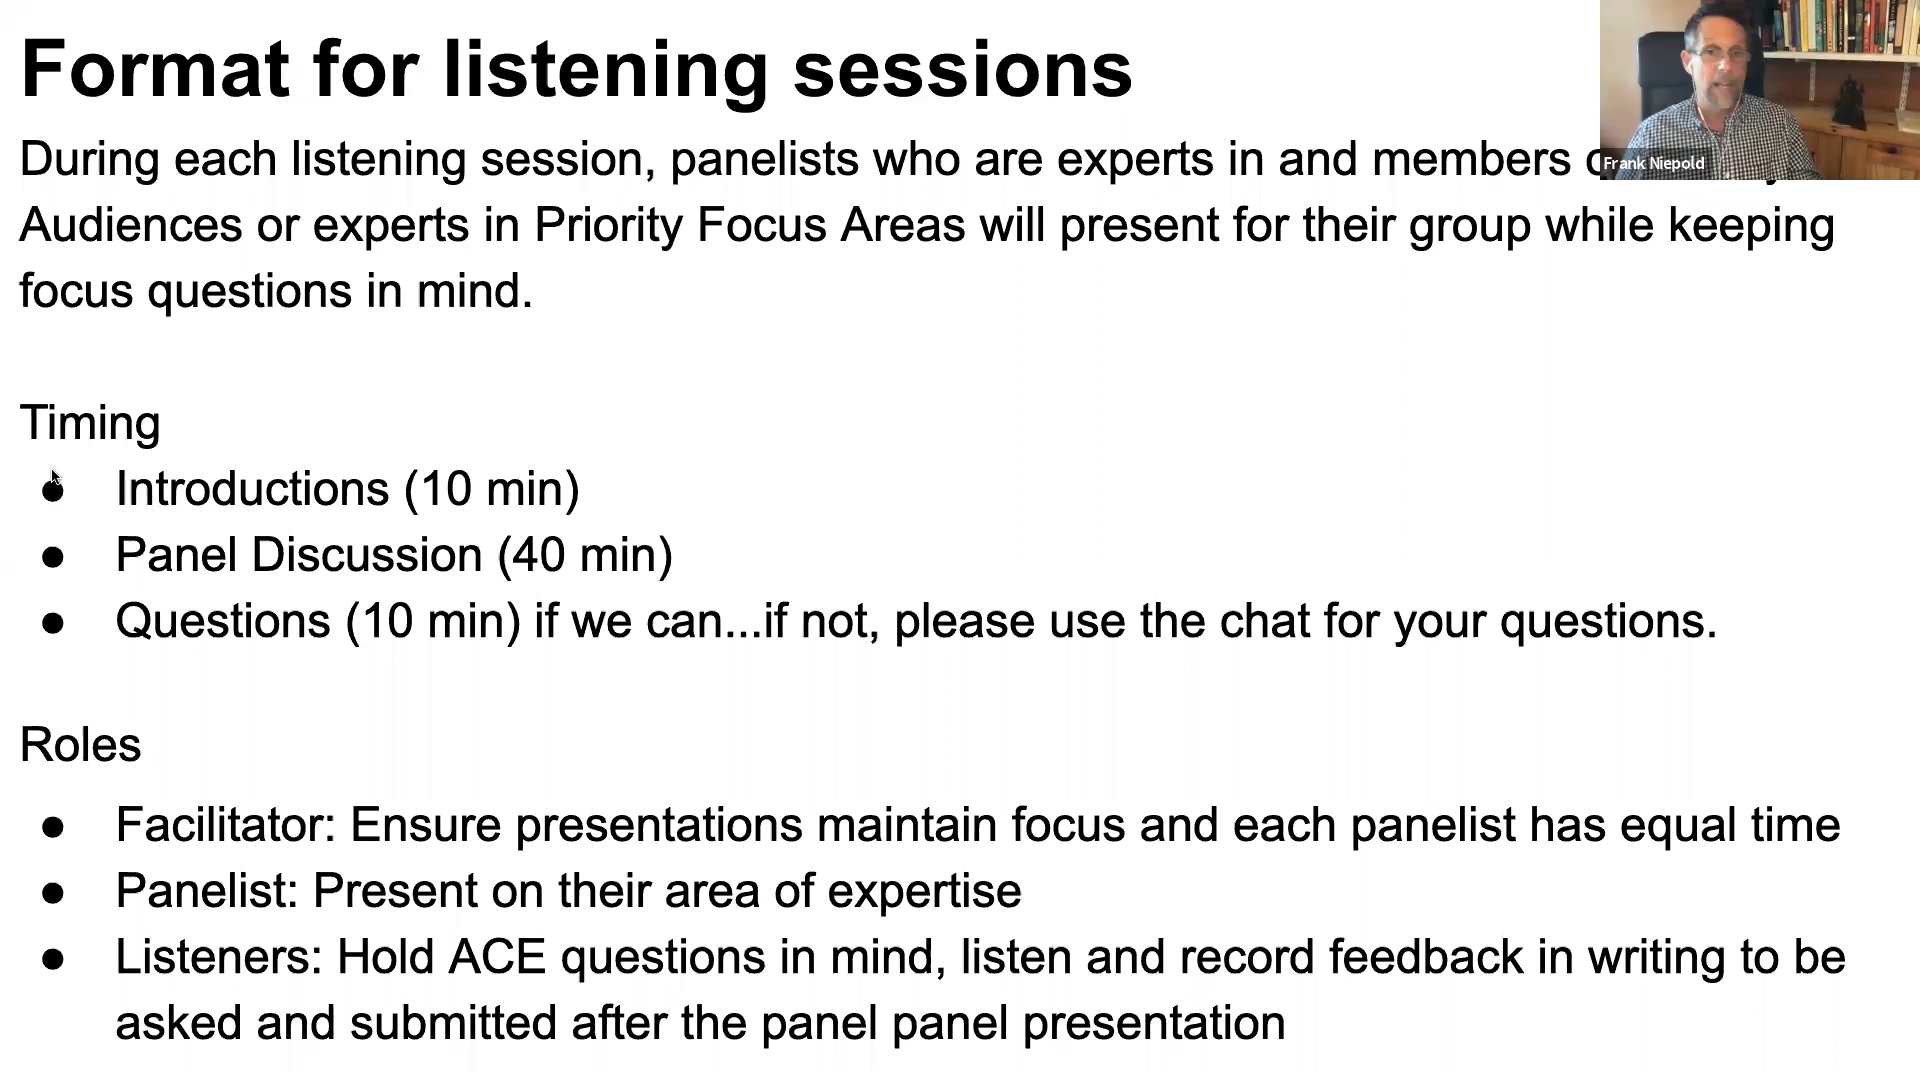 Format for listening sessions
During each listening session, panelists who are experts in and members
Frank Niepold
Audiences or experts in Priority Focus Areas will present for their group while keeping
focus questions in mind.
Timing
● Introductions (10 min)
● Panel Discussion (40 min)
● Questions (10 min) if we can...if not, please use the chat for your questions.
Roles
● Facilitator: Ensure presentations maintain focus and each panelist has equal time
● Panelist: Present on their area of expertise
● Listeners: Hold ACE questions in mind, listen and record feedback in writing to be
asked and submitted after the panel panel presentation